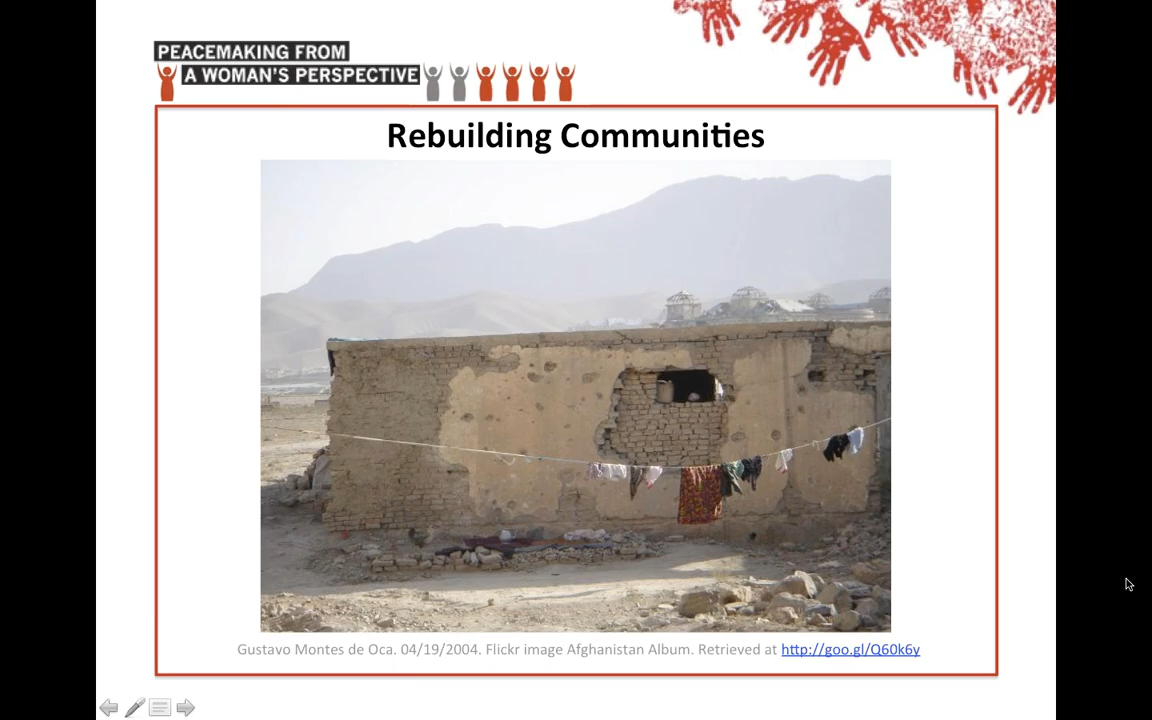 PEACEMAKING FROM
A WOMAN'S PERSPECTIVE
Rebuilding Communities
Gustavo Montes de Oca. 04/19/2004. Flickr image Afghanistan Album. Retrieved at http://goo.gl/Q60k6y